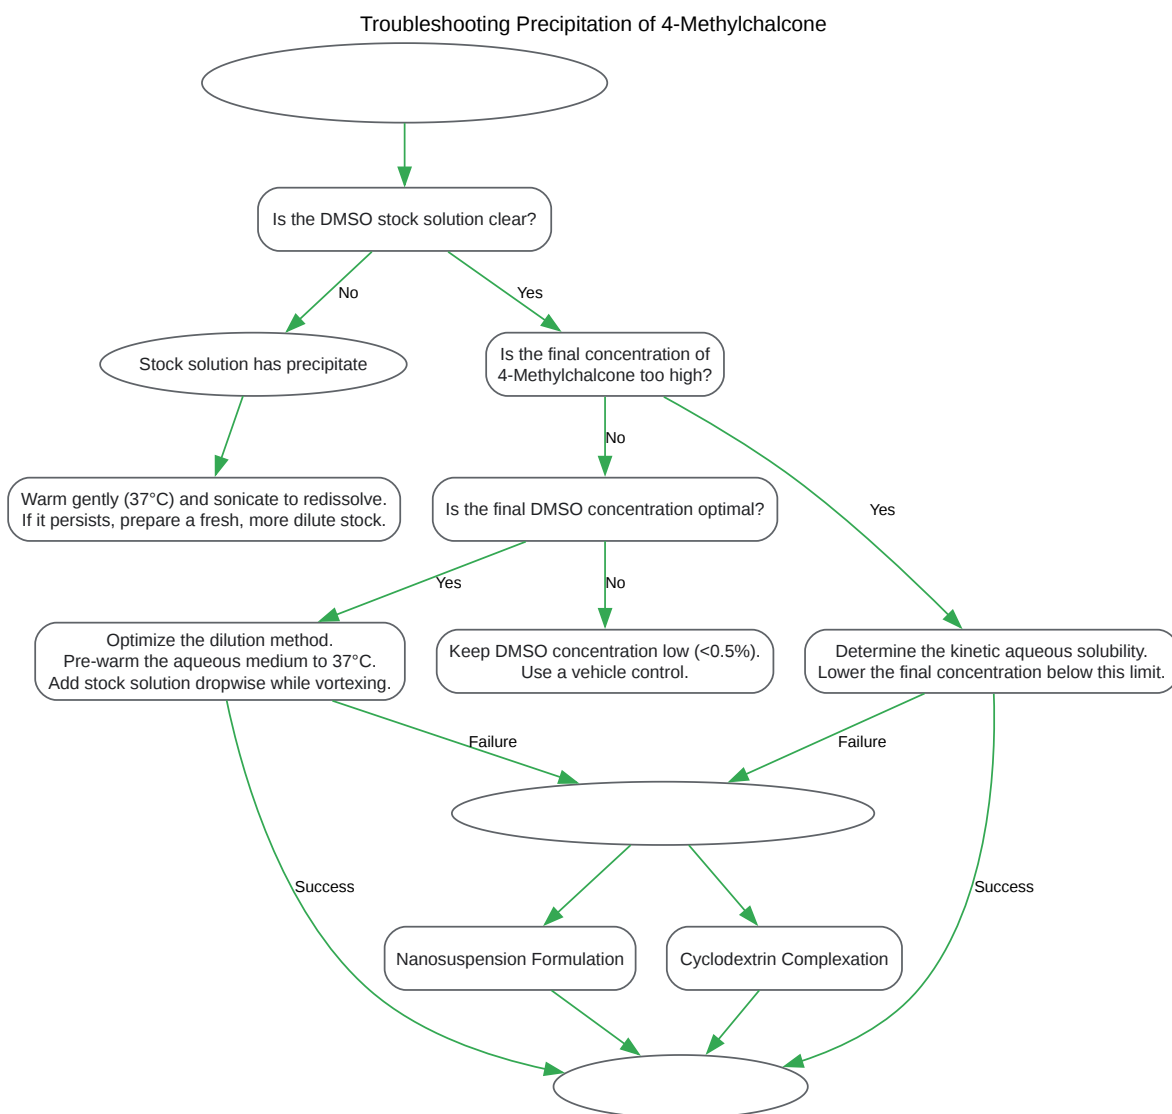 Troubleshooting Precipitation of 4-Methylchalcone
Is the DMSO stock solution clear?
No
Yes
Stock solution has precipitate
Is the final concentration of
4-Methylchalcone too high?
No
Yes
Warm gently (37°C) and sonicate to redissolve.
If it persists, prepare a fresh, more dilute stock.
Is the final DMSO concentration optimal?
Yes
No
Optimize the dilution method.
Pre-warm the aqueous medium to 37°C.
Add stock solution dropwise while vortexing.
Keep DMSO concentration low (<0.5%).
Use a vehicle control.
Determine the kinetic aqueous solubility.
Lower the final concentration below this limit.
Failure
Failure
Success
Success
Nanosuspension Formulation
Cyclodextrin Complexation